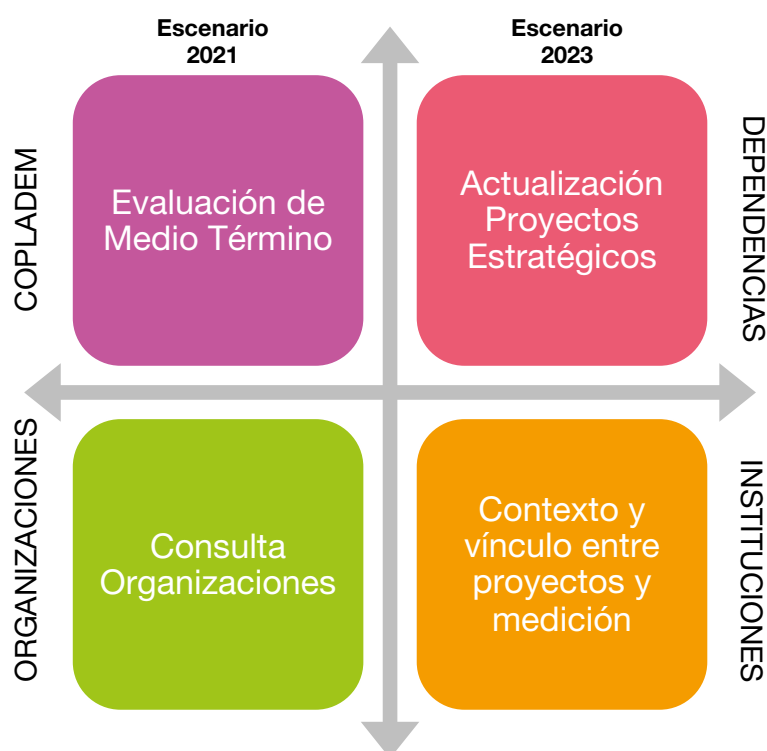 Escenario
2021
Escenario
2023
COPLADEM
Evaluación de
Medio Término
Actualización
Proyectos
Estratégicos
DEPENDENCIAS
ORGANIZACIONES
Consulta
Organizaciones
Contexto y
vínculo entre
proyectos y
medición
INSTITUCIONES